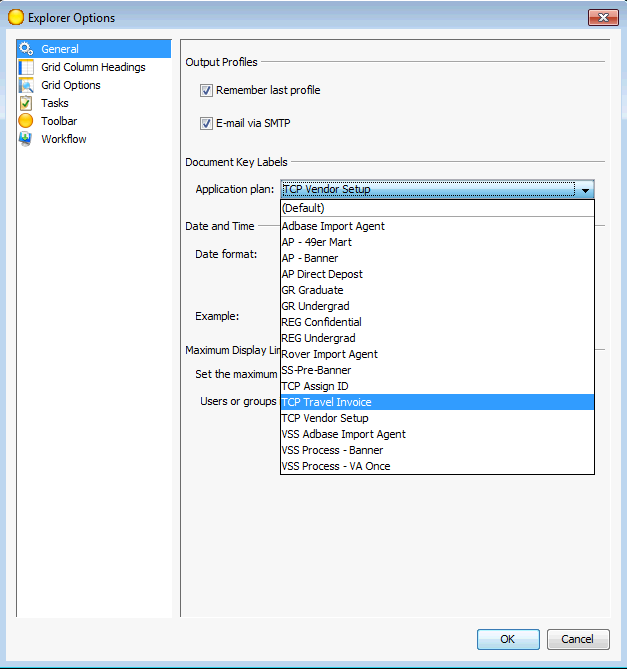 Explorer Options
General
Grid Column Headings
Grid Options
Tasks
Toolbar
Workflow
Output Profiles
Remember last profile
E-mail via SMTP
Document Key Labels
Application plan: TCP Vendor Setup
(Default)
Adbase Import Agent
AP - 49er Mart
AP - Banner
AP Direct Depost
GR Graduate
GR Undergrad
REG Confidential
REG Undergrad
Rover Import Agent
SS-Pre-Banner
TCP Assign ID
TCP Travel Invoice
TCP Vendor Setup
VSS Adbase Import Agent
VSS Process - Banner
VSS Process - VA Once
Date and Time
Date format:
Example:
Maximum Display
Set the maximum
Users or groups
OK Cancel